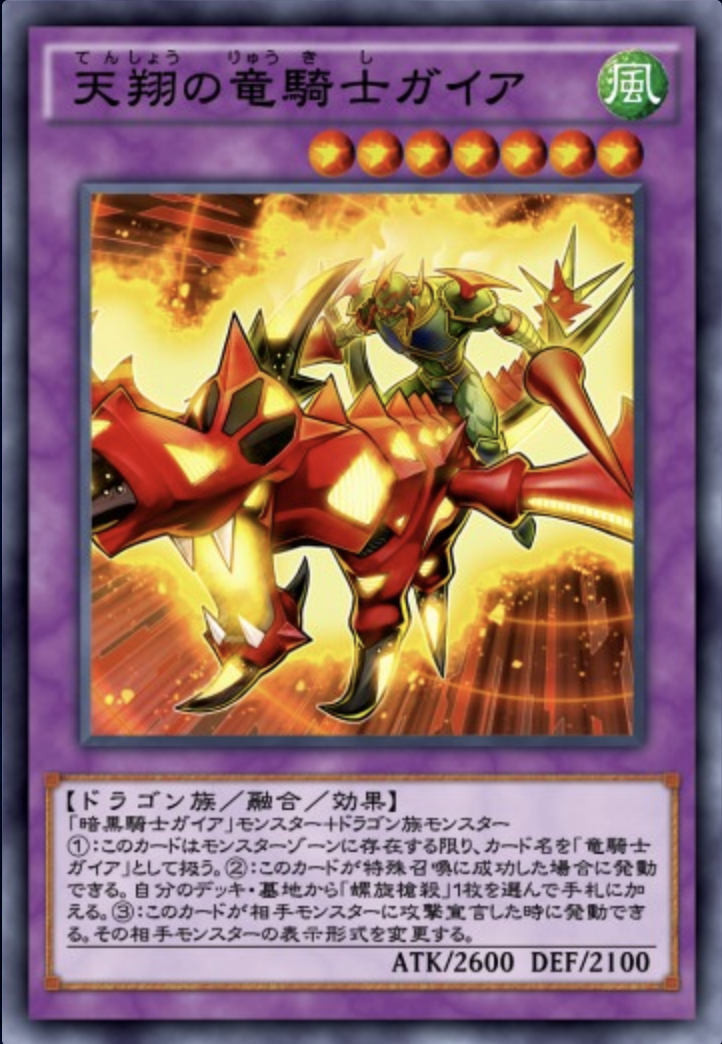 てんしょう りゅうきし
天翔の竜騎士ガイア
風
【ドラゴン族／融合／効果】
「暗黒騎士ガイア」モンスター＋ドラゴン族モンスター
①：このカードはモンスターゾーンに存在する限り、カード名を「竜騎士
ガイア」として扱う。②：このカードが特殊召喚に成功した場合に発動
できる。自分のデッキ・墓地から「螺旋槍殺」1枚を選んで手札に加
える。③：このカードが相手モンスターに攻撃宣言した時に発動でき
る。その相手モンスターの表示形式を変更する。
ATK/2600 DEF/2100